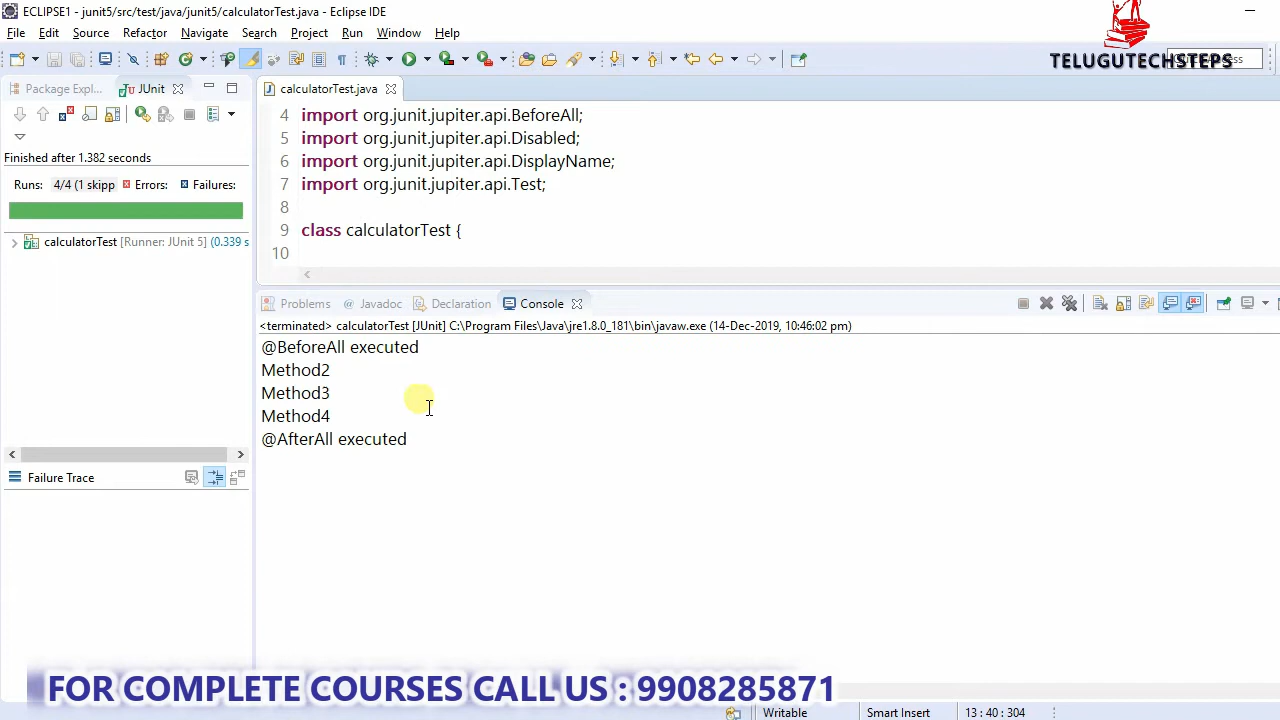 ECLIPSE1 - junit5/src/test/java/junit5/calculatorTest.java - Eclipse IDE
File Edit Source Refactor Navigate Search Project Run Window Help
TELUGUTECHSTEPS
Package Expl... JUnit
calculatorTest.java
4 import org.junit.jupiter.api.BeforeAll;
5 import org.junit.jupiter.api.Disabled;
6 import org.junit.jupiter.api.DisplayName;
7 import org.junit.jupiter.api.Test;
8
9 class calculatorTest {
10
Finished after 1.382 seconds
Runs: 4/4 (1 skipp Errors: Failures:
calculatorTest [Runner: JUnit 5] (0.339 s
Failure Trace
Problems Javadoc Declaration Console
<terminated> calculatorTest [JUnit] C:\Program Files\Java\jre1.8.0_181\bin\javaw.exe (14-Dec-2019, 10:46:02 pm)
@BeforeAll executed
Method2
Method3
Method4
@AfterAll executed
FOR COMPLETE COURSES CALL US : 9908285871
Writable Smart Insert 13 : 40 : 304